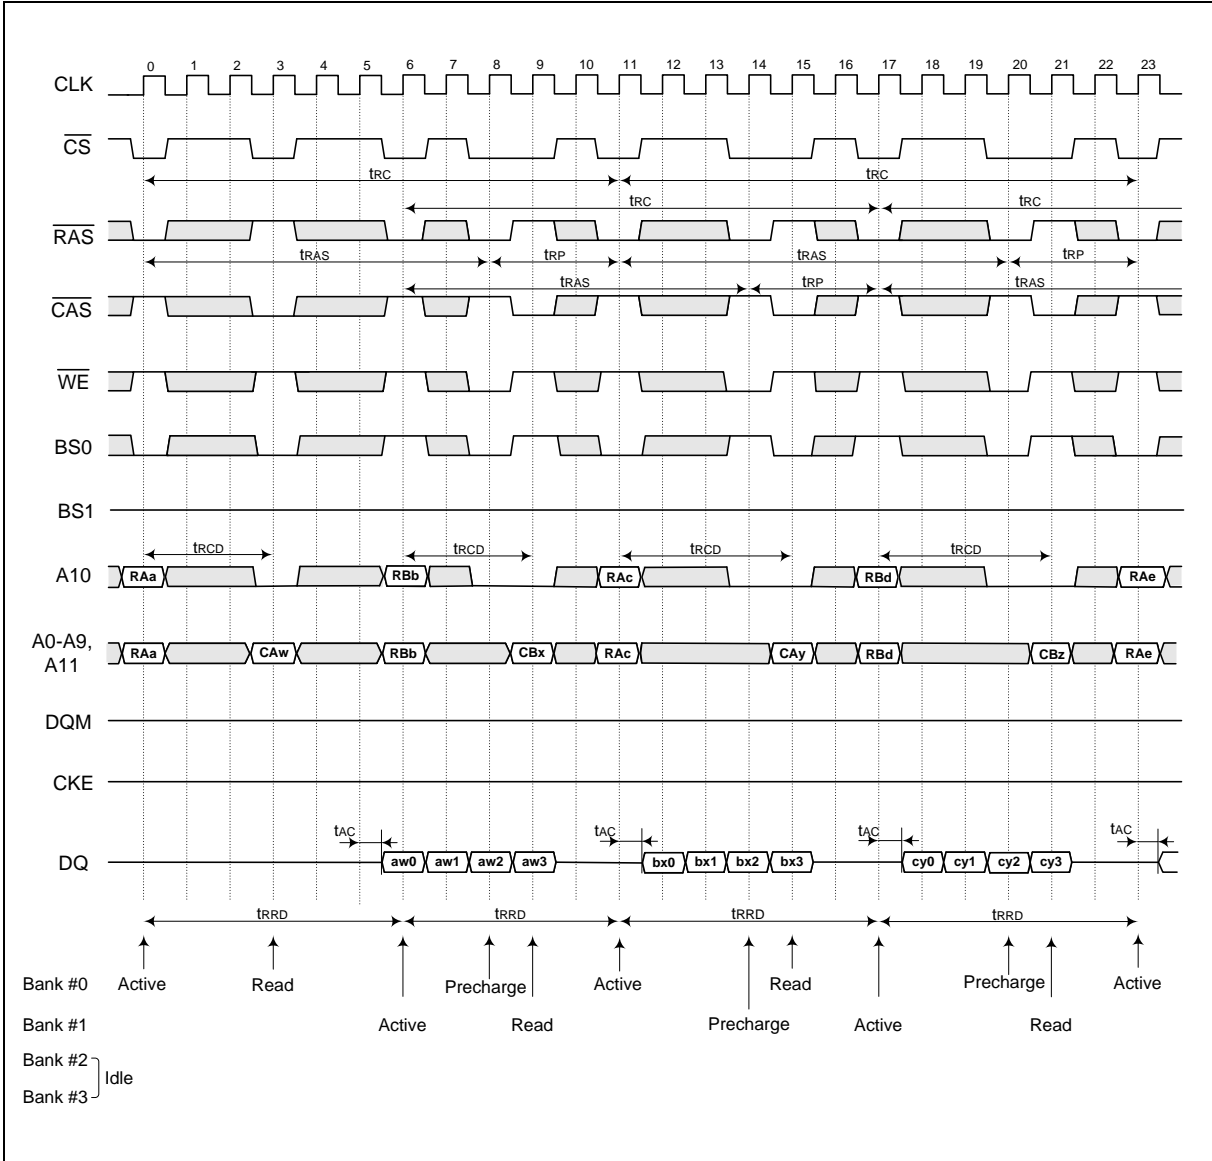 0 1 2 3 4 5 6 7 8 9 10 11 12 13 14 15 16 17 18 19 20 21 22 23
CLK
CS
tRC tRC
tRC tRC
RAS
tRAS tRP tRAS tRP
tRAS tRP tRAS
CAS
WE
BS0
BS1
tRCD tRCD tRCD tRCD
A10 RAa RBb RAc RBd RAe
A0-A9,
A11
RAa CAw RBb CBx RAc CAy RBd CBz RAe
DQM
CKE
tAC tAC tAC tAC
DQ aw0 aw1 aw2 aw3 bx0 bx1 bx2 bx3 cy0 cy1 cy2 cy3
tRRD tRRD tRRD tRRD
Bank #0 Active Read Precharge Active Read Precharge Active
Bank #1 Active Read Precharge Active Read
Bank #2
Idle
Bank #3